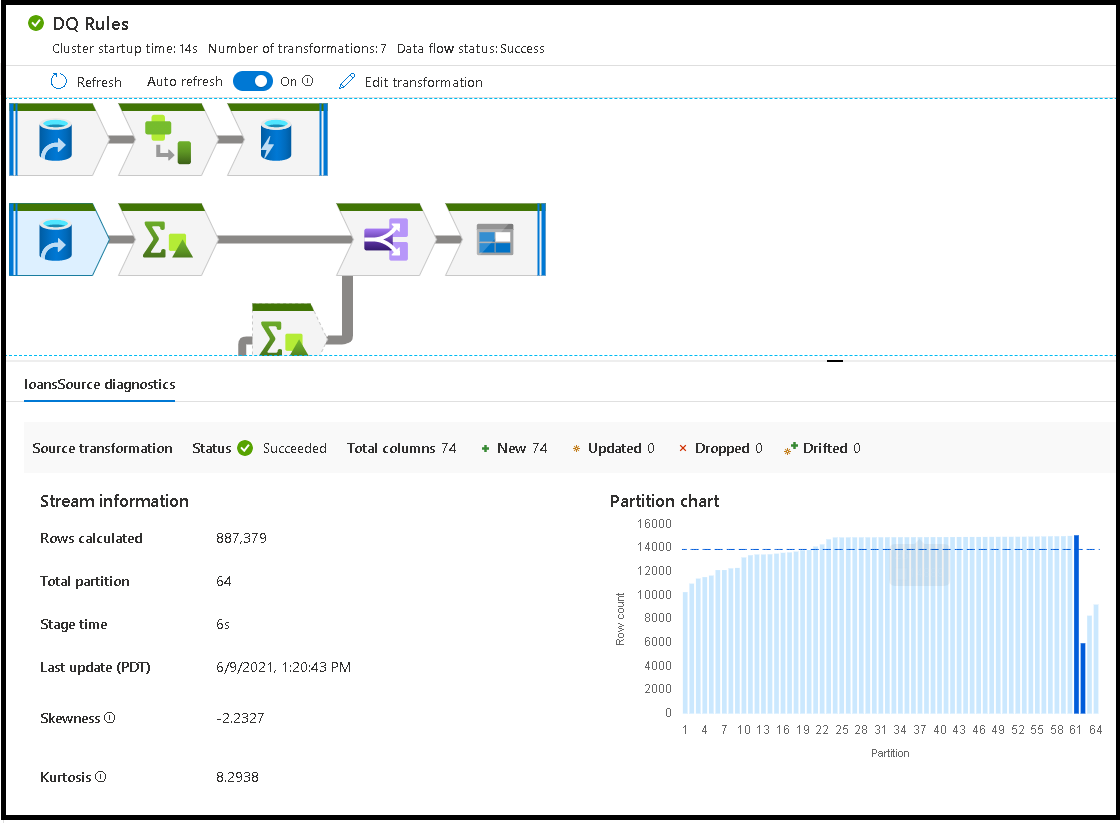 DQ Rules
Cluster startup time: 14s Number of transformations: 7 Data flow status: Success
Refresh Auto refresh On Edit transformation
loansSource diagnostics
Source transformation Status Succeeded Total columns 74 New 74 Updated 0 Dropped 0 Drifted 0
Stream information
Rows calculated 887,379
Total partition 64
Stage time 6s
Last update (PDT) 6/9/2021, 1:20:43 PM
Skewness -2.2327
Kurtosis 8.2938
Partition chart
16000
14000
12000
10000
8000
6000
4000
2000
0
Row count
1 4 7 10 13 16 19 22 25 28 31 34 37 40 43 46 49 52 55 58 61 64
Partition